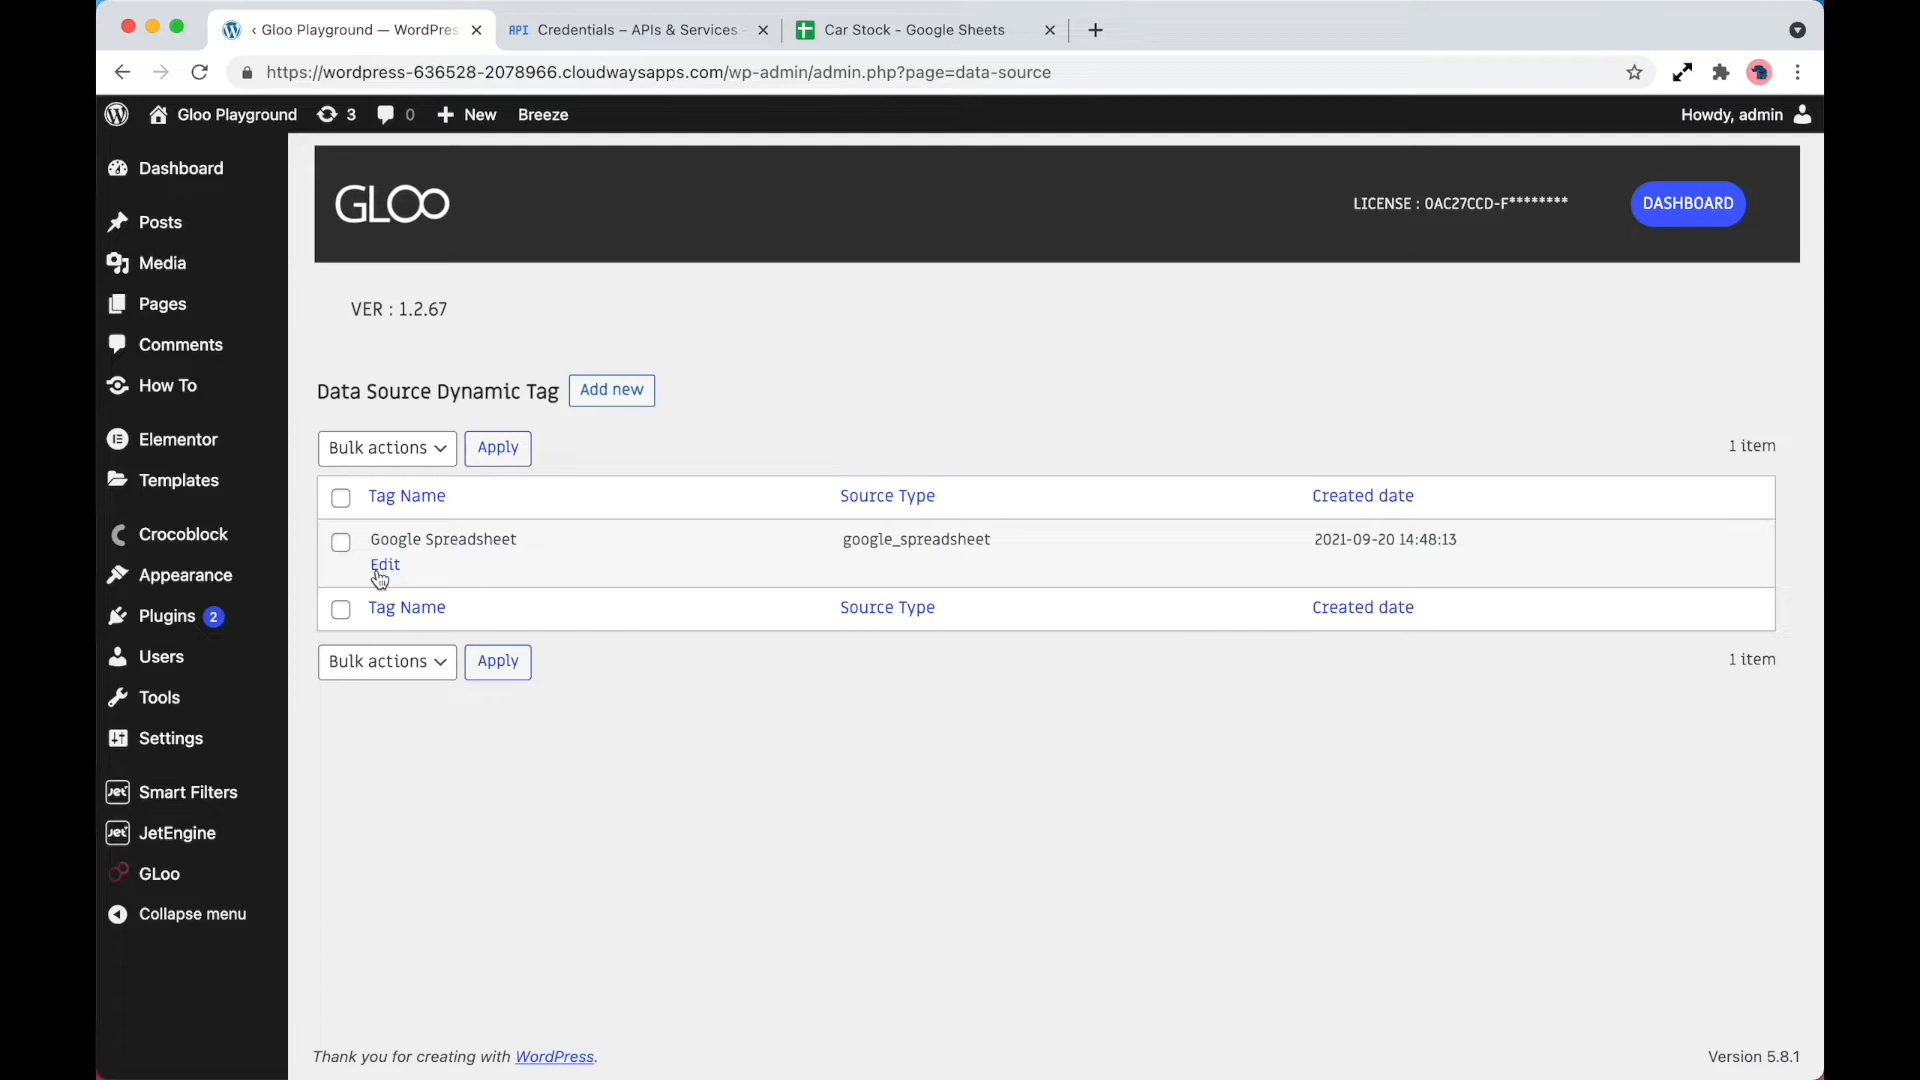 ‹ Gloo Playground — WordPres
API Credentials – APIs & Services -
Car Stock - Google Sheets
https://wordpress-636528-2078966.cloudwaysapps.com/wp-admin/admin.php?page=data-source
Gloo Playground 3 0 New Breeze Howdy, admin
Dashboard
Posts
Media
Pages
Comments
How To
Elementor
Templates
Crocoblock
Appearance
Plugins 2
Users
Tools
Settings
Jet Smart Filters
Jet JetEngine
GLoo
Collapse menu
GLOO
LICENSE : 0AC27CCD-F********
DASHBOARD
VER : 1.2.67
Data Source Dynamic Tag Add new
Bulk actions Apply 1 item
Tag Name Source Type Created date
Google Spreadsheet google_spreadsheet 2021-09-20 14:48:13
Edit
Tag Name Source Type Created date
Bulk actions Apply 1 item
Thank you for creating with WordPress. Version 5.8.1